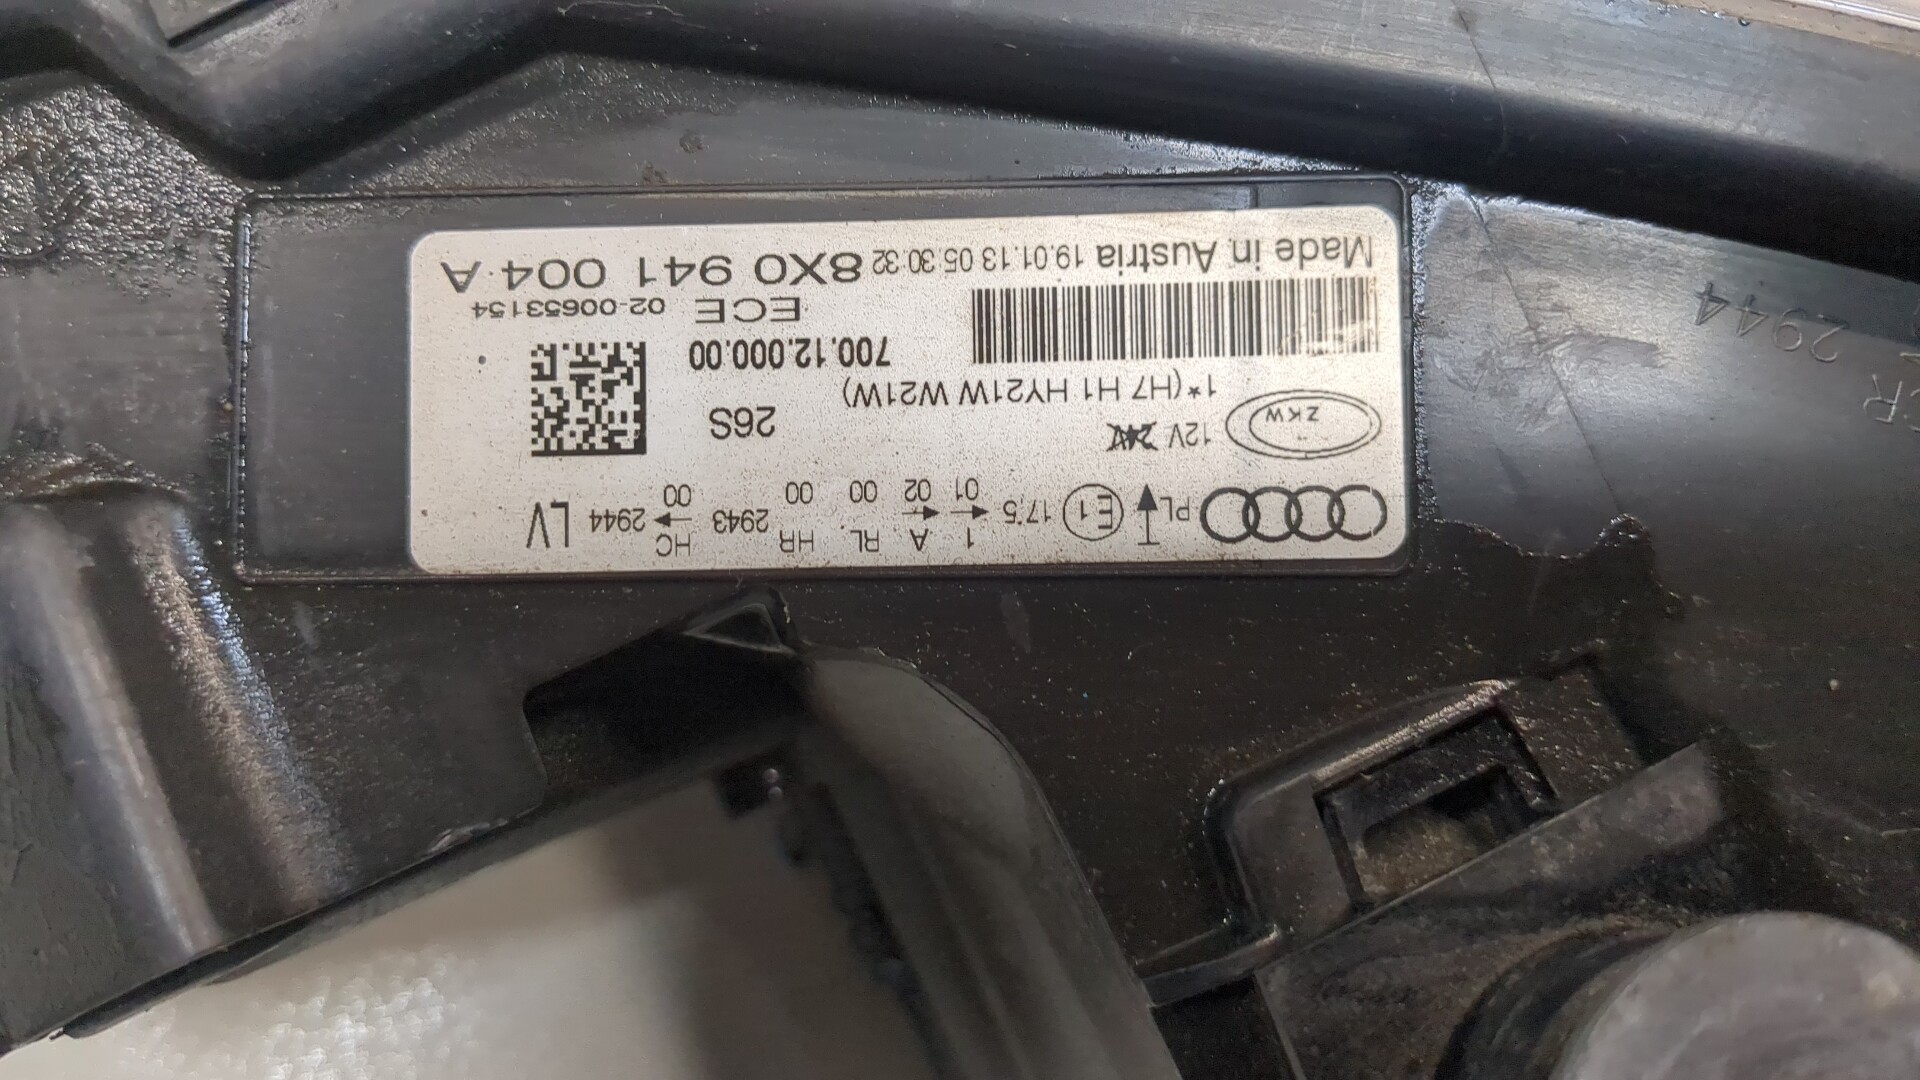 1 A RL HR HC
PL E1 17,5 2943 2944 LV
01 02 00 00 00
12V 24V 26S
ZKW
1*(H7 H1 HY21W W21W)
700.12.000.00
ECE 02-00653154
Made in Austria 19.01.13 05:30:32 8X0 941 004 A
2944